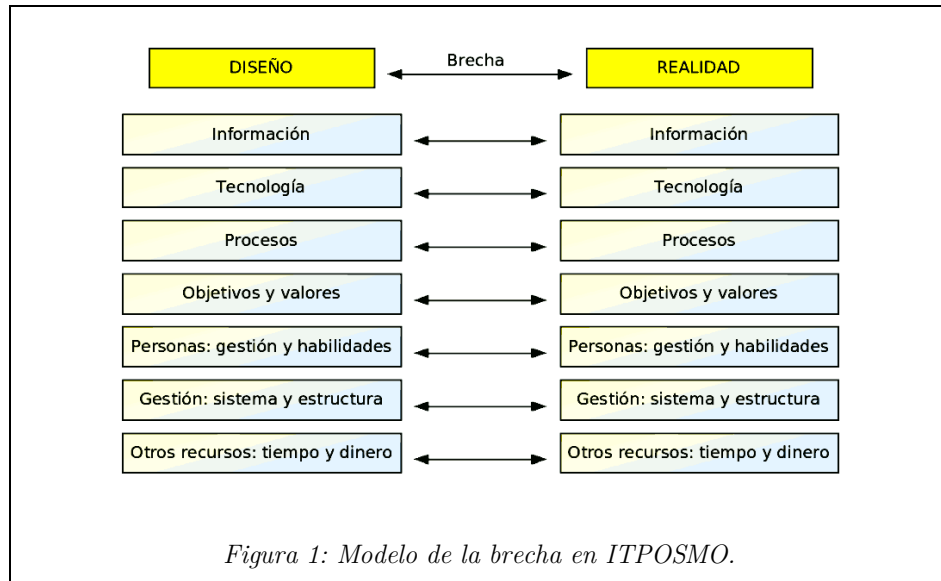 DISEÑO Brecha REALIDAD
Información Información
Tecnología Tecnología
Procesos Procesos
Objetivos y valores Objetivos y valores
Personas: gestión y habilidades Personas: gestión y habilidades
Gestión: sistema y estructura Gestión: sistema y estructura
Otros recursos: tiempo y dinero Otros recursos: tiempo y dinero
Figura 1: Modelo de la brecha en ITPOSMO.